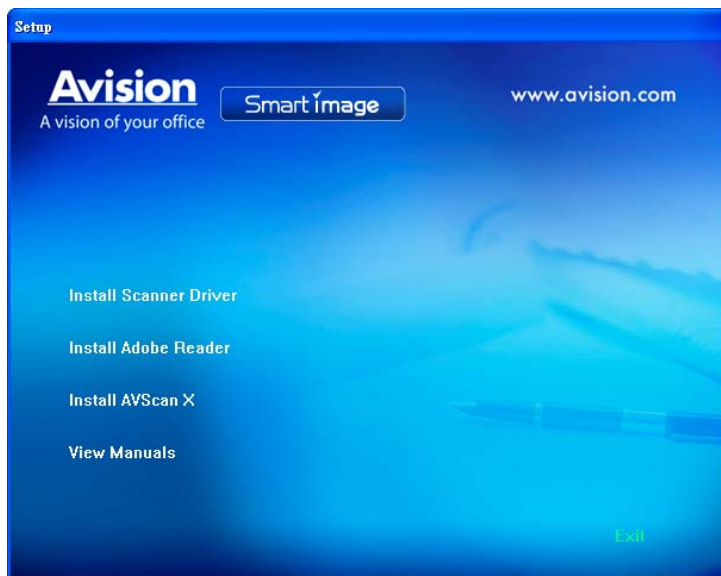 Setup
Avision
A vision of your office
Smart image
www.avision.com
Install Scanner Driver
Install Adobe Reader
Install AVScan X
View Manuals
Exit